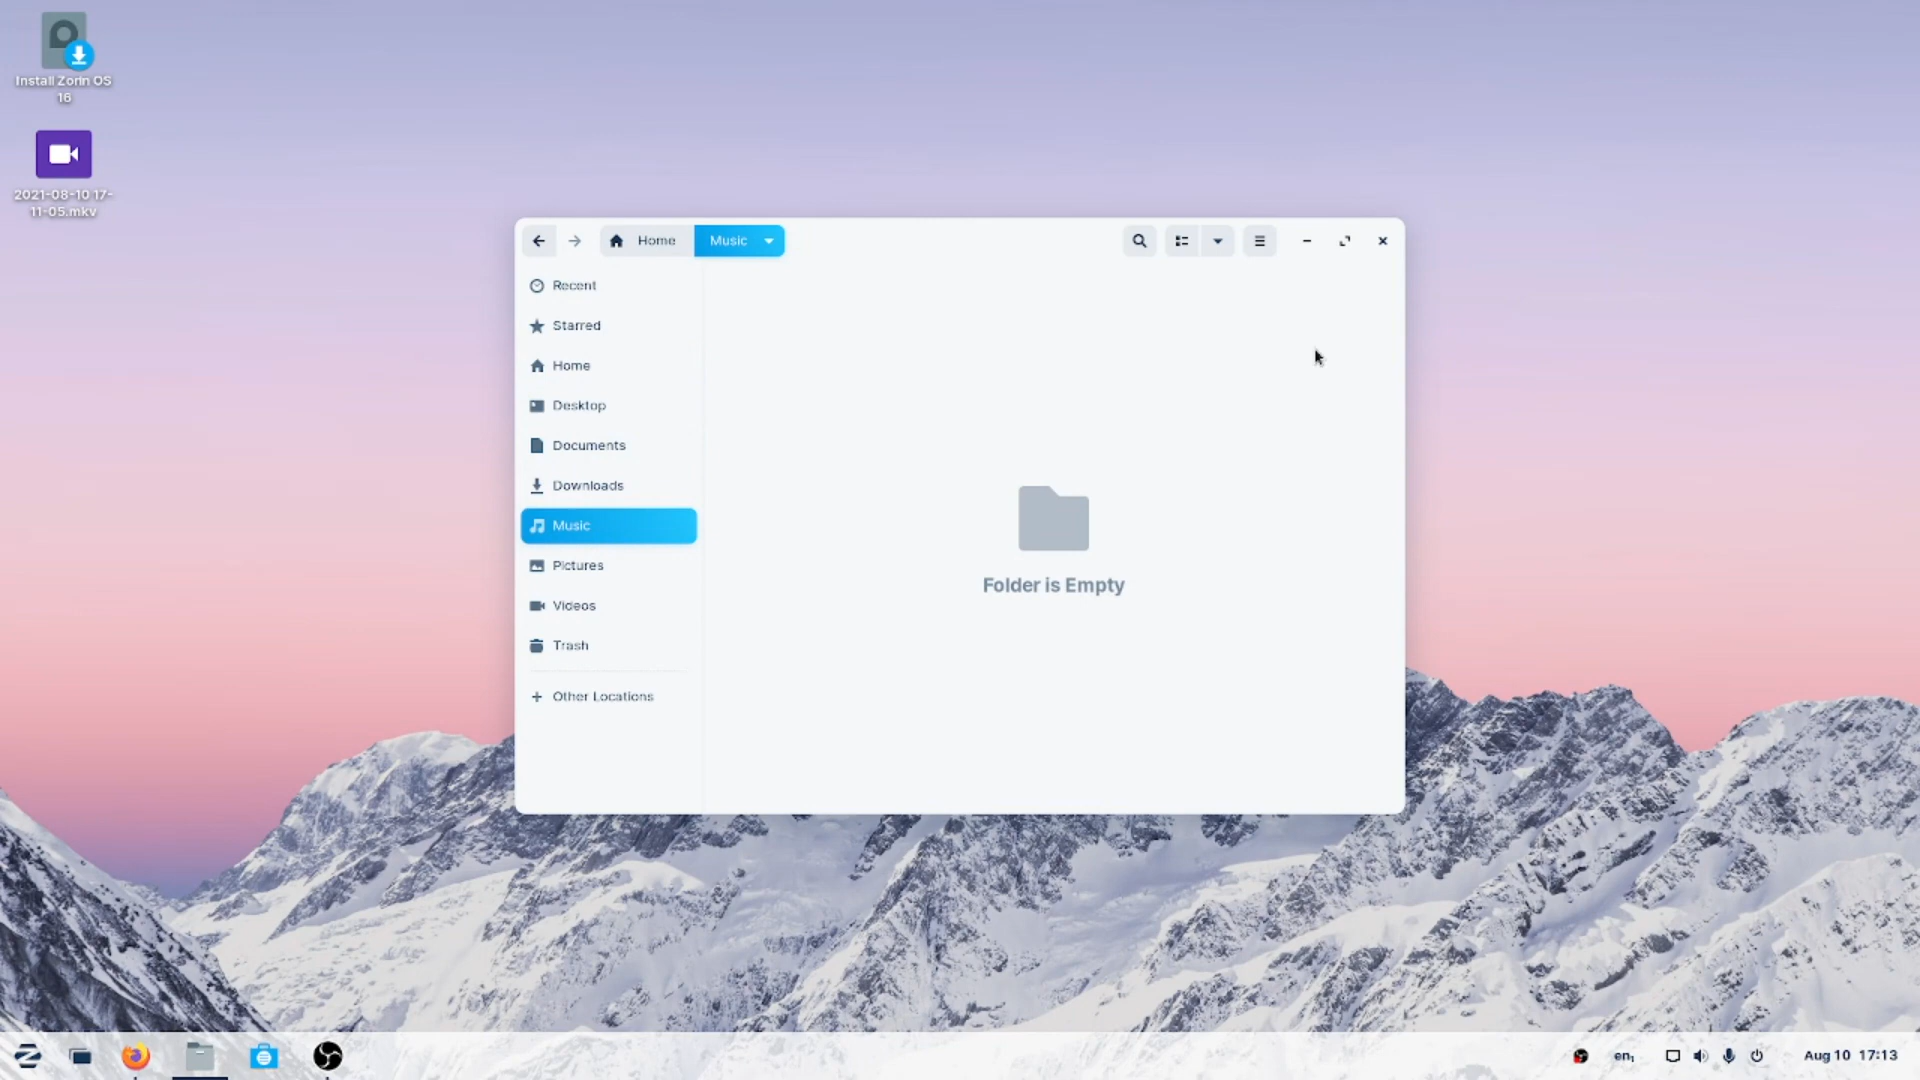 Install Zorin OS
16
2021-08-10 17-
11-05.mkv
Home
Music
Recent
Starred
Home
Desktop
Documents
Downloads
Music
Pictures
Videos
Trash
Other Locations
Folder is Empty
en₁
Aug 10 17:13